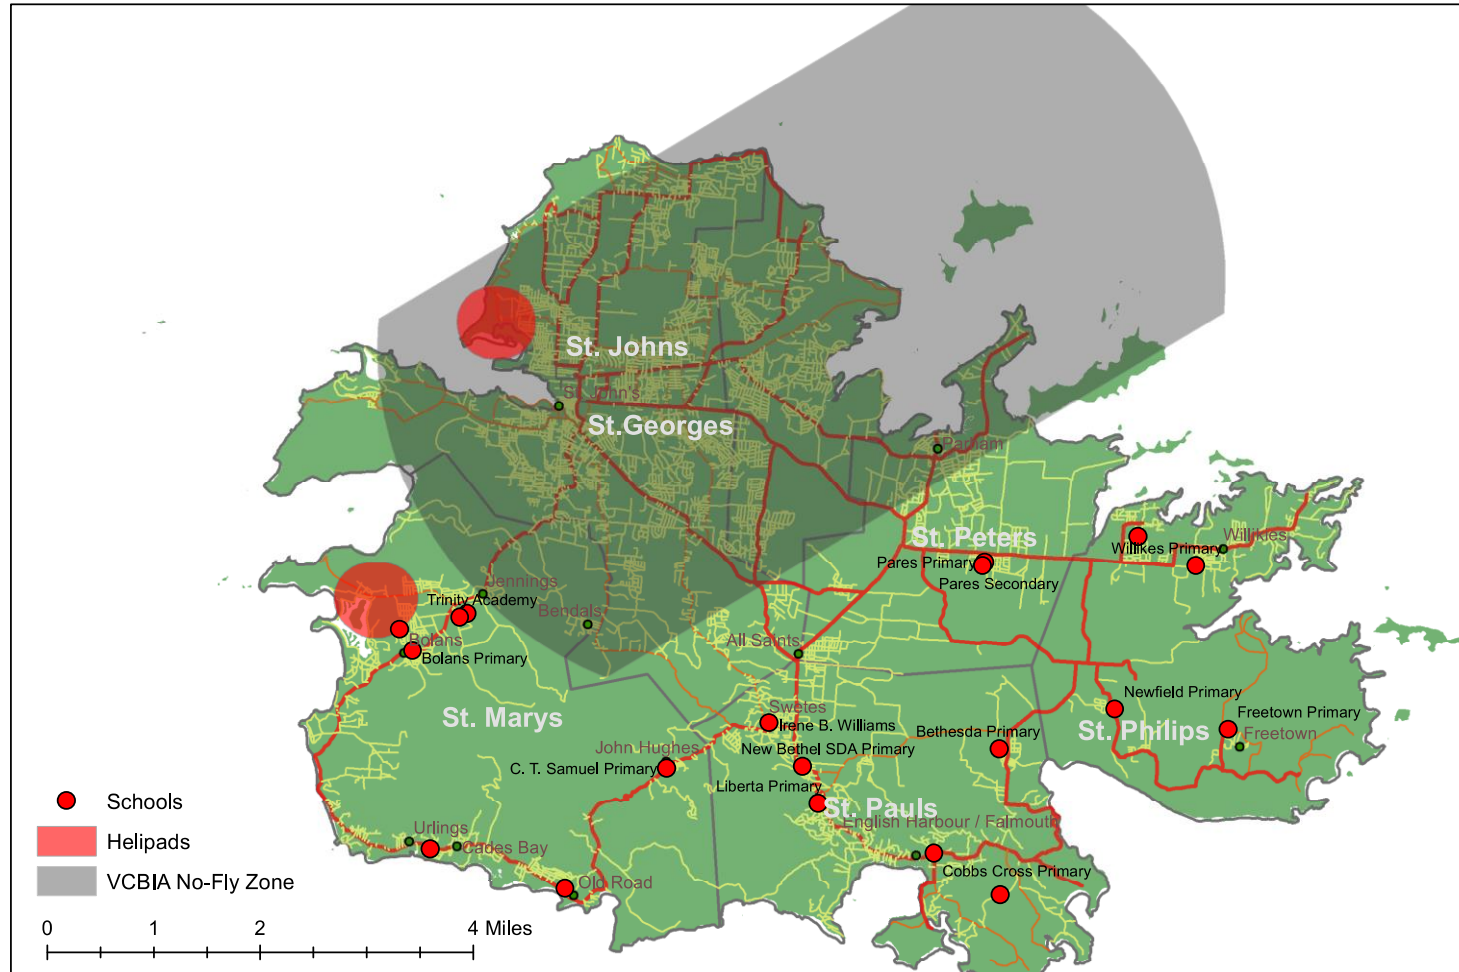 St. Johns
St. John's
St.Georges
Parham
St. Peters
Willikies
Willikes Primary
Pares Primary
Pares Secondary
Jennings
Trinity Academy
Bendals
Bolans
Bolans Primary
All Saints
St. Marys
Swetes
Irene B. Williams
Newfield Primary
Freetown Primary
St. Philips
Freetown
Bethesda Primary
John Hughes
New Bethel SDA Primary
C. T. Samuel Primary
Liberta Primary
St. Pauls
English Harbour / Falmouth
Urlings
Cades Bay
Cobbs Cross Primary
Old Road
Schools
Helipads
VCBIA No-Fly Zone
0 1 2 4 Miles